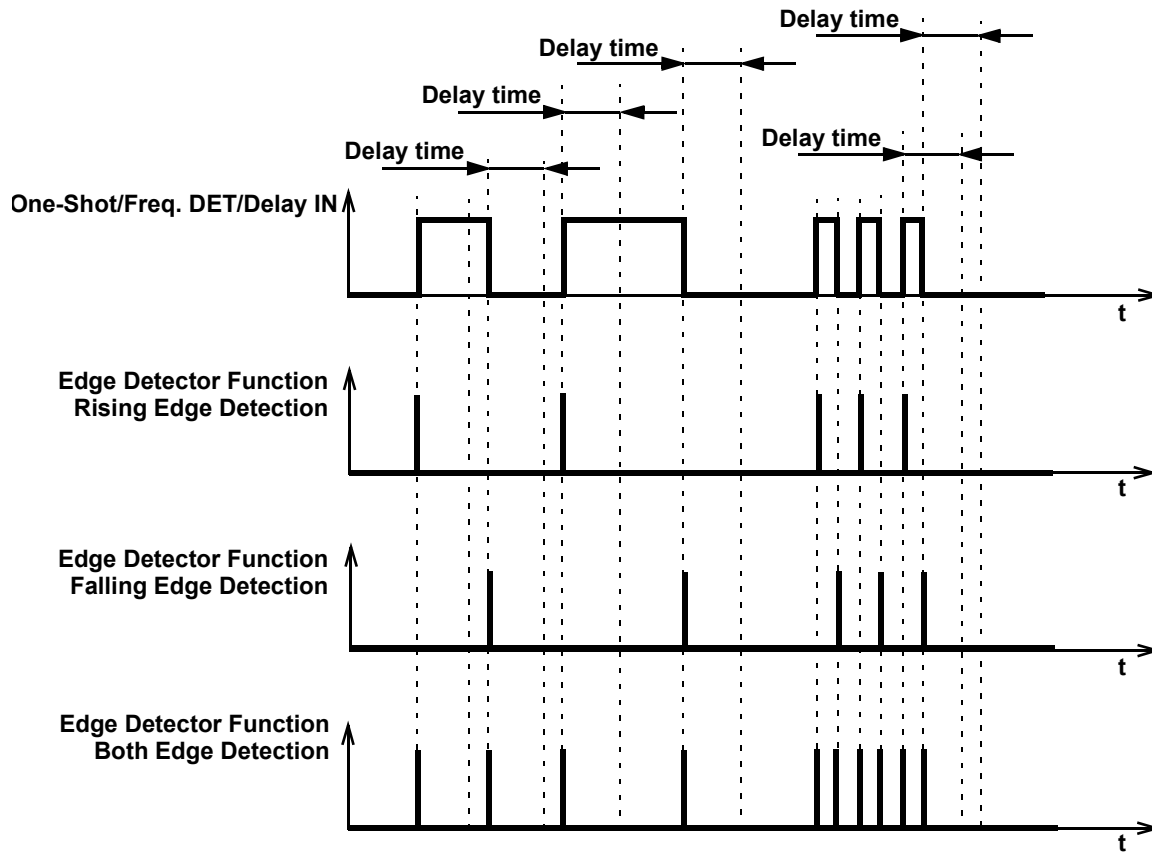 Delay time
Delay time
Delay time
Delay time
Delay time
One-Shot/Freq. DET/Delay IN
t
Edge Detector Function
Rising Edge Detection
t
Edge Detector Function
Falling Edge Detection
t
Edge Detector Function
Both Edge Detection
t